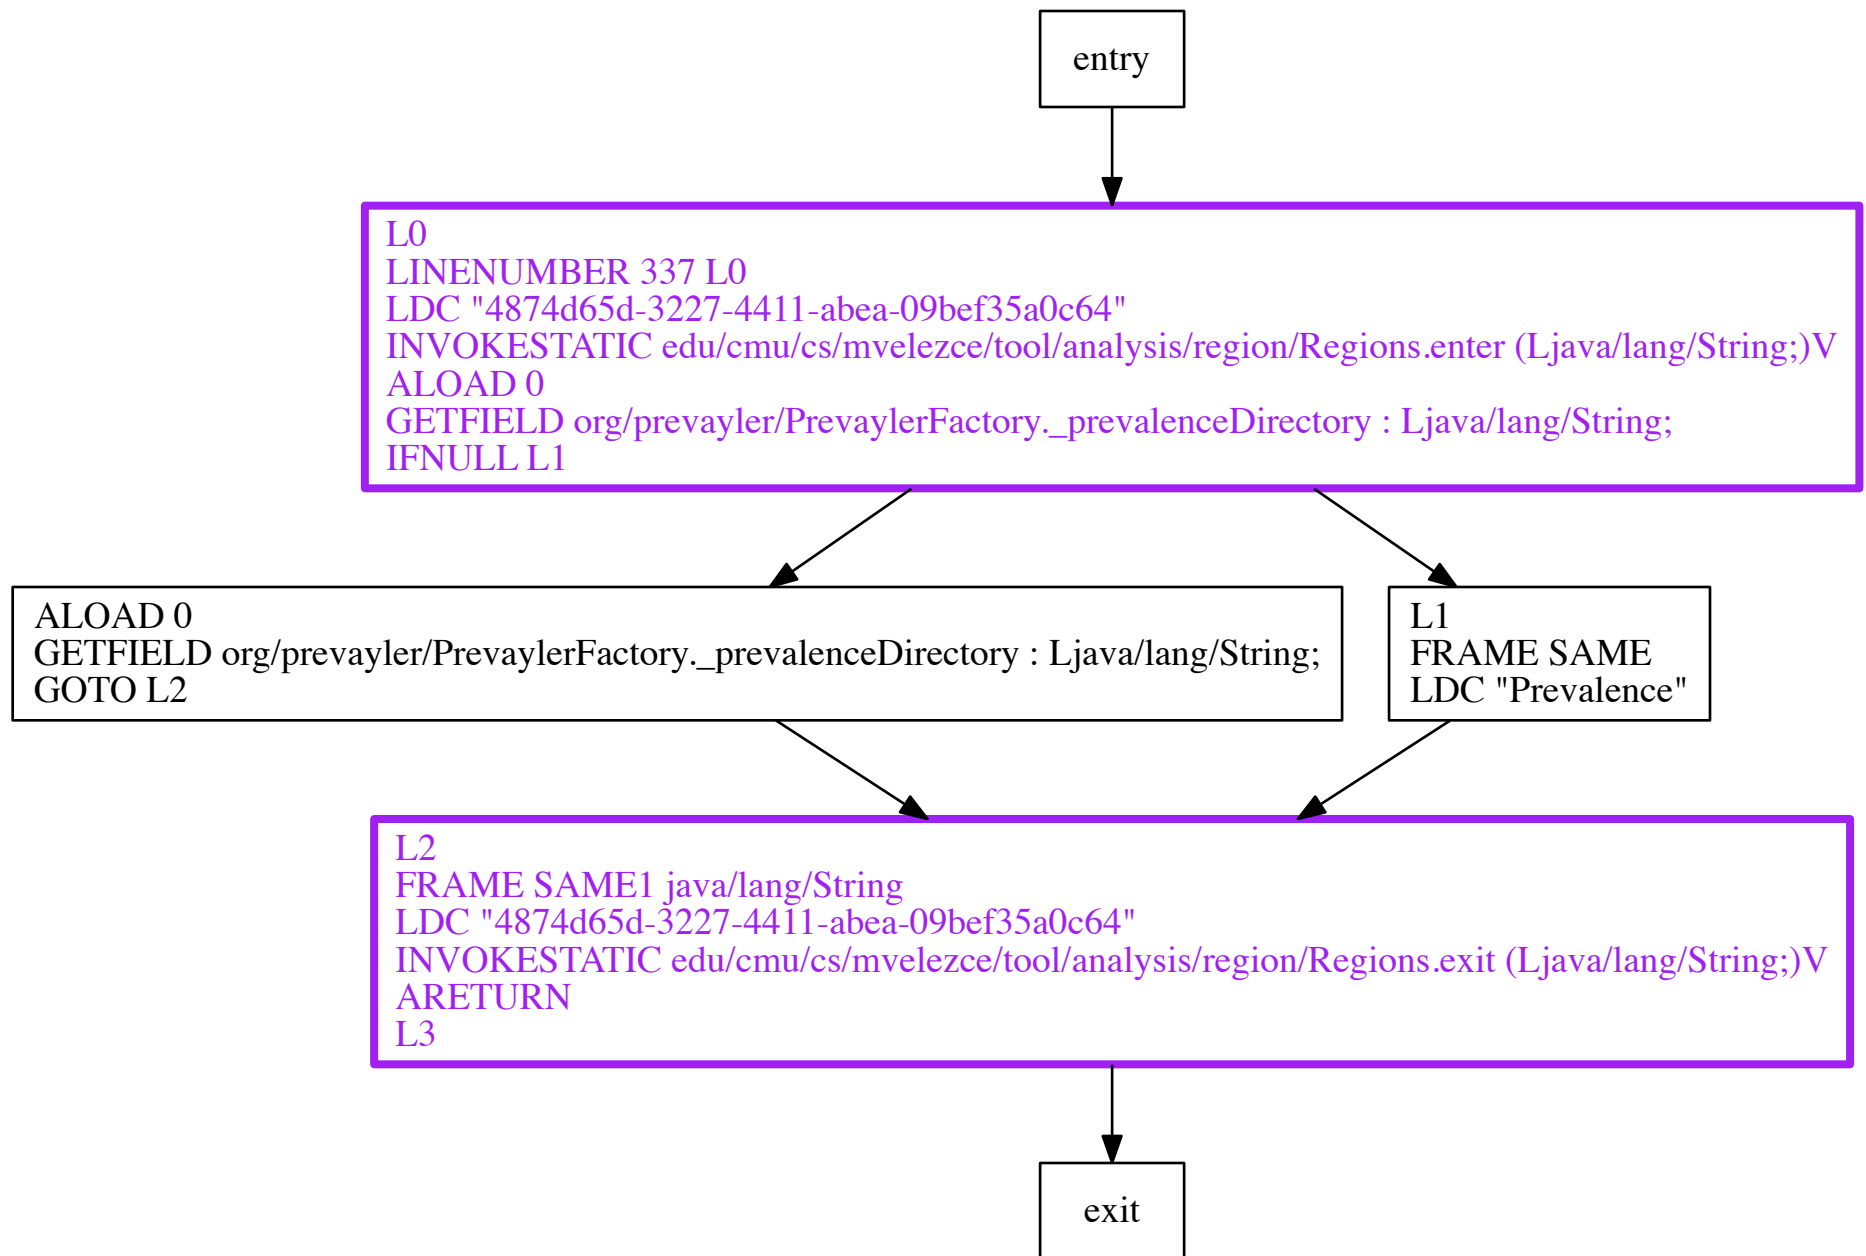 entry
L0
LINENUMBER 337 L0
LDC "4874d65d-3227-4411-abea-09bef35a0c64"
INVOKESTATIC edu/cmu/cs/mvelezce/tool/analysis/region/Regions.enter (Ljava/lang/String;)V
ALOAD 0
GETFIELD org/prevayler/PrevaylerFactory._prevalenceDirectory : Ljava/lang/String;
IFNULL L1
ALOAD 0
GETFIELD org/prevayler/PrevaylerFactory._prevalenceDirectory : Ljava/lang/String;
GOTO L2
L1
FRAME SAME
LDC "Prevalence"
L2
FRAME SAME1 java/lang/String
LDC "4874d65d-3227-4411-abea-09bef35a0c64"
INVOKESTATIC edu/cmu/cs/mvelezce/tool/analysis/region/Regions.exit (Ljava/lang/String;)V
ARETURN
L3
exit